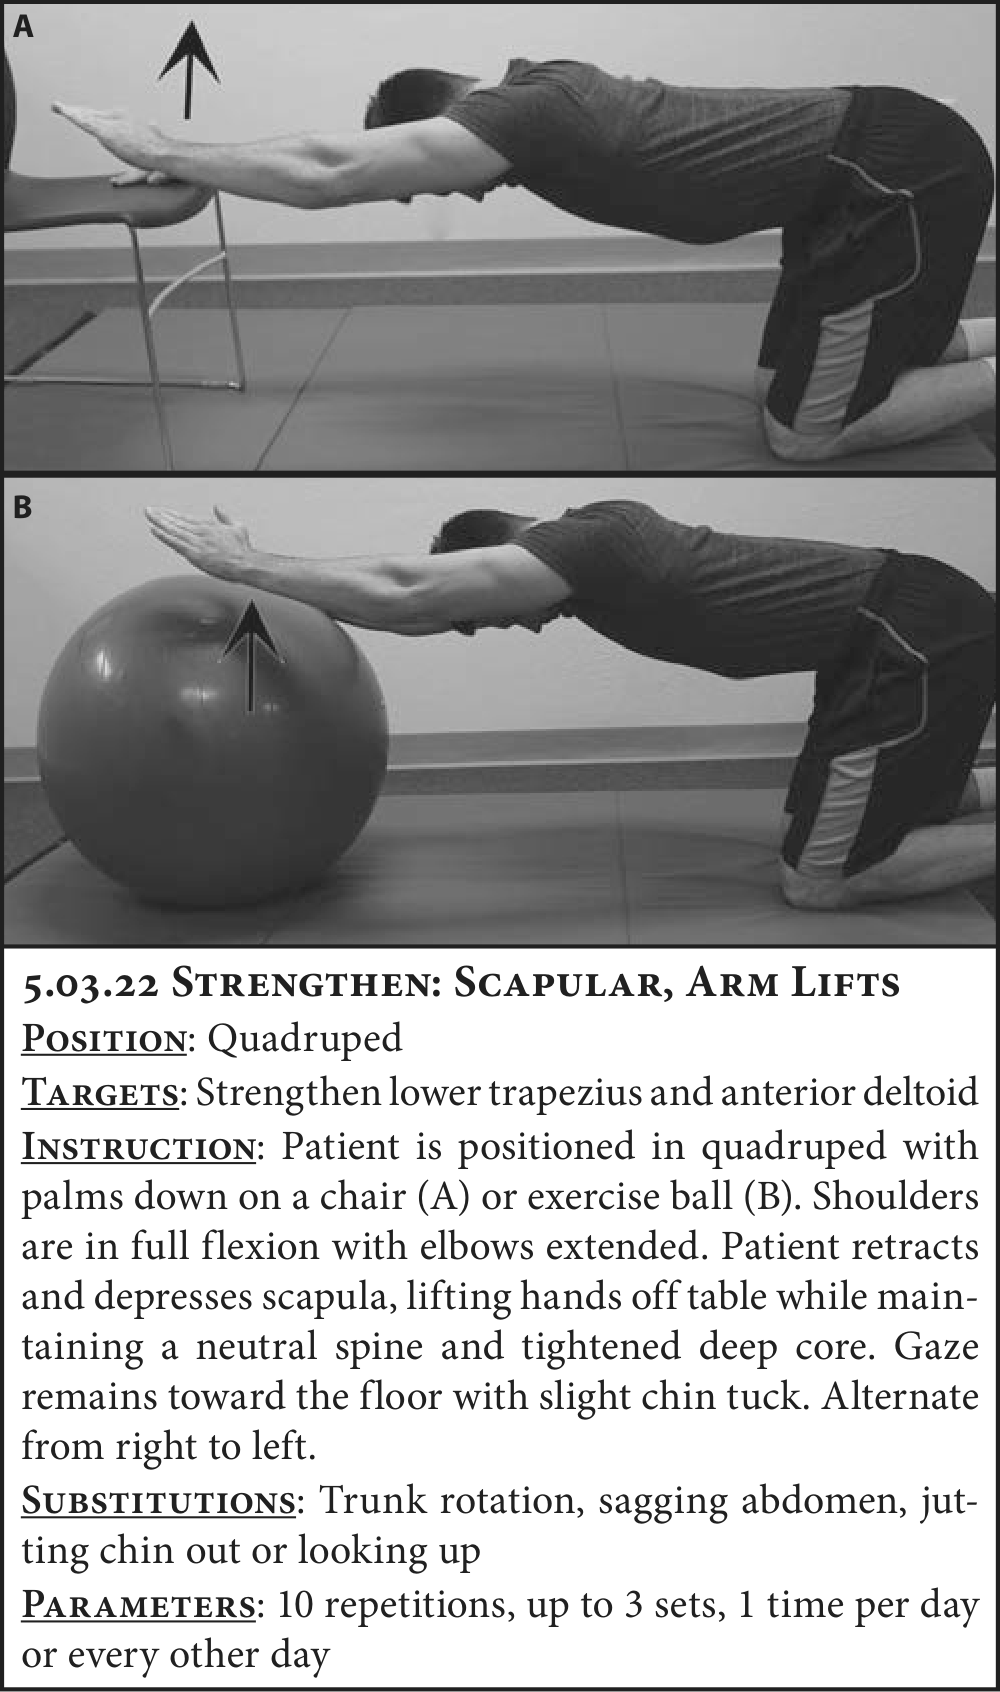 A
B
5.03.22 Strengthen: Scapular, Arm Lifts
Position: Quadruped
Targets: Strengthen lower trapezius and anterior deltoid
Instruction: Patient is positioned in quadruped with
palms down on a chair (A) or exercise ball (B). Shoulders
are in full flexion with elbows extended. Patient retracts
and depresses scapula, lifting hands off table while main-
taining a neutral spine and tightened deep core. Gaze
remains toward the floor with slight chin tuck. Alternate
from right to left.
Substitutions: Trunk rotation, sagging abdomen, jut-
ting chin out or looking up
Parameters: 10 repetitions, up to 3 sets, 1 time per day
or every other day